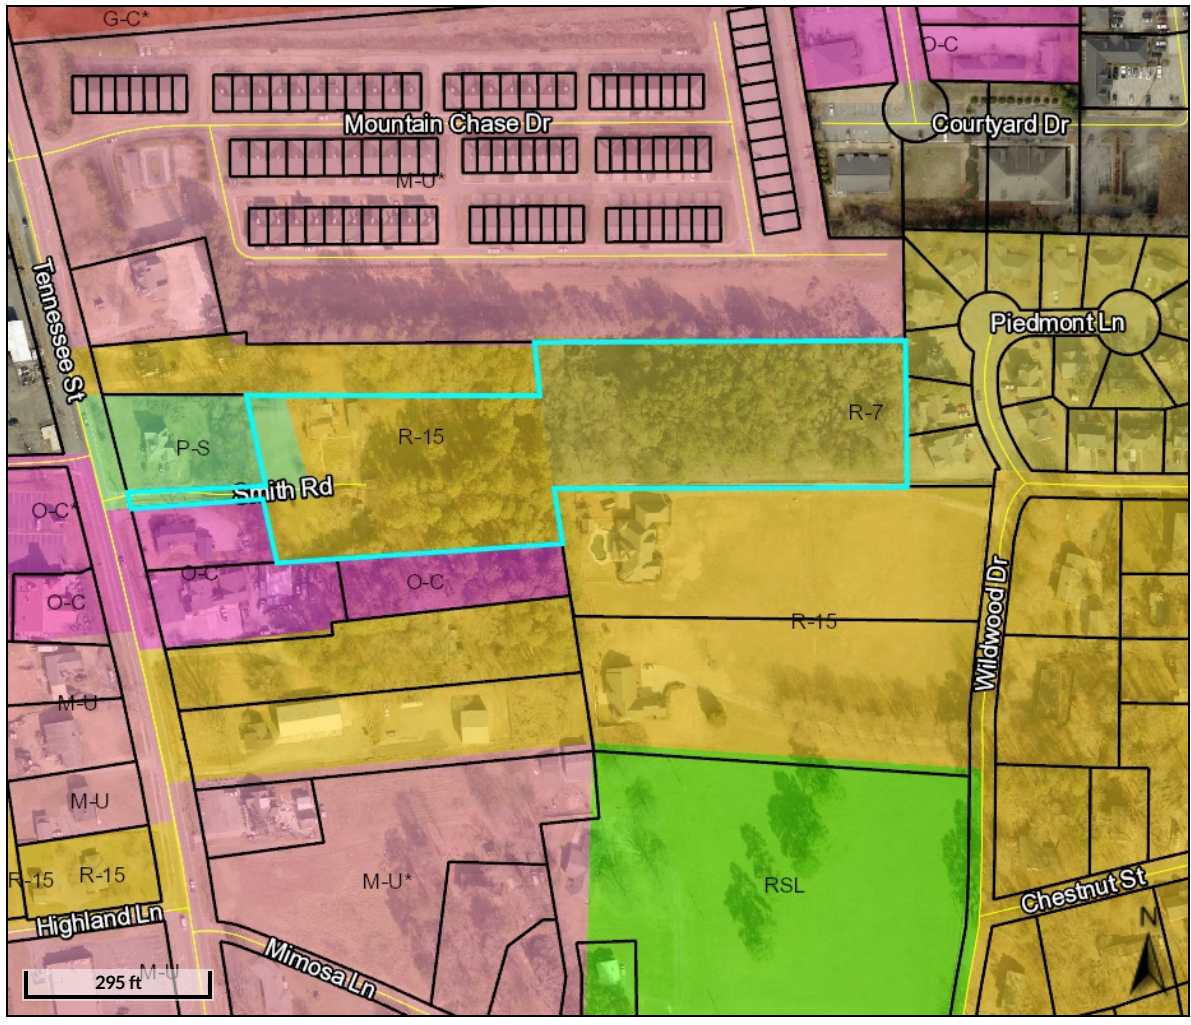 G-C*
O-C
Mountain Chase Dr
Courtyard Dr
M-U*
Tennessee St
Piedmont Ln
R-7
R-15
P-S
Smith Rd
O-C*
O-C
O-C
O-C
R-15
Wildwood Dr
M-U
M-U
R-15
R-15
M-U*
RSL
Chestnut St
Highland Ln
N
Mimosa Ln
M-U
295 ft